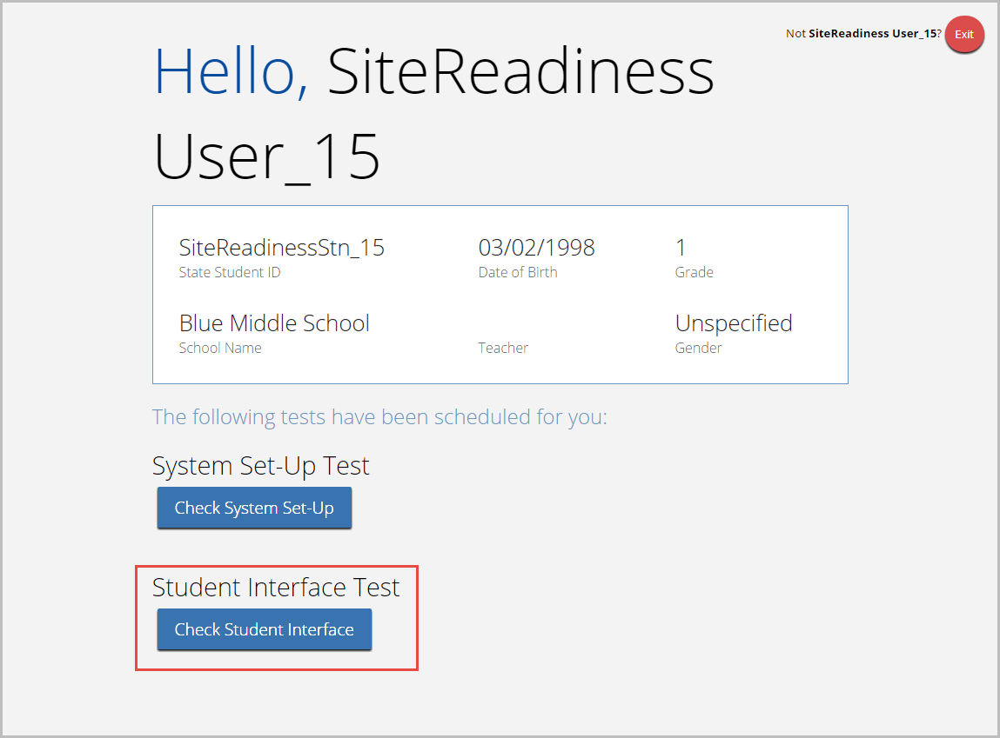 Not SiteReadiness User_15?
Exit
Hello, SiteReadiness
User_15
SiteReadinessStn_15
03/02/1998
1
State Student ID
Date of Birth
Grade
Blue Middle School
Unspecified
School Name
Teacher
Gender
The following tests have been scheduled for you:
System Set-Up Test
Check System Set-Up
Student Interface Test
Check Student Interface